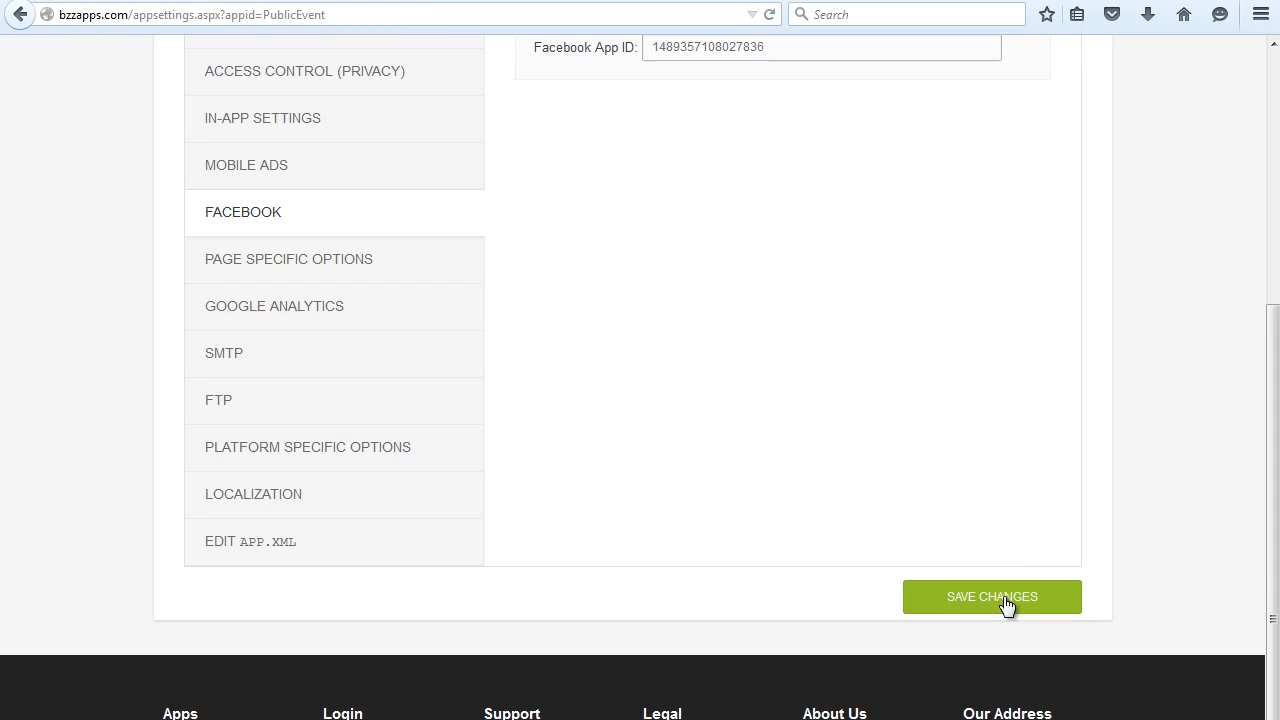 bzzapps.com/appsettings.aspx?appid=PublicEvent
Search
Facebook App ID: 1489357108027836
ACCESS CONTROL (PRIVACY)
IN-APP SETTINGS
MOBILE ADS
FACEBOOK
PAGE SPECIFIC OPTIONS
GOOGLE ANALYTICS
SMTP
FTP
PLATFORM SPECIFIC OPTIONS
LOCALIZATION
EDIT APP.XML
SAVE CHANGES
Apps Login Support Legal About Us Our Address